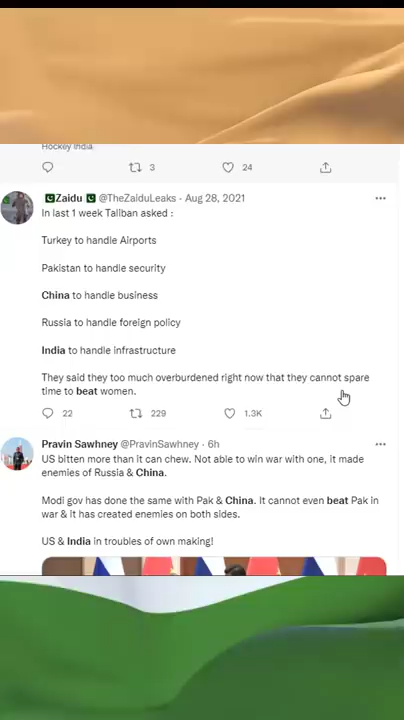 Hockey India
3
24
Zaidu @TheZaiduLeaks · Aug 28, 2021
In last 1 week Taliban asked :
Turkey to handle Airports
Pakistan to handle security
China to handle business
Russia to handle foreign policy
India to handle infrastructure
They said they too much overburdened right now that they cannot spare
time to beat women.
22
229
1.3K
Pravin Sawhney @PravinSawhney · 6h
US bitten more than it can chew. Not able to win war with one, it made
enemies of Russia & China.
Modi gov has done the same with Pak & China. It cannot even beat Pak in
war & it has created enemies on both sides.
US & India in troubles of own making!